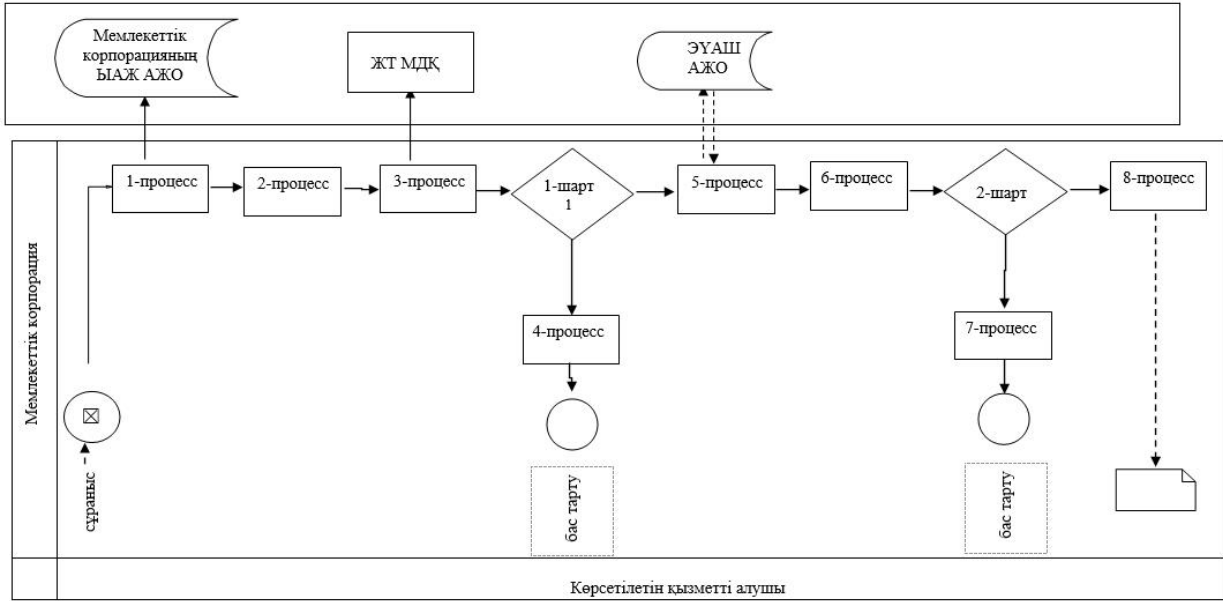 Мемлекеттік
корпорацияның
ЫАЖ АЖО
ЖТ МДҚ
ЭҮАШ
АЖО
1-процесс
2-процесс
3-процесс
1-шарт
1
5-процесс
6-процесс
2-шарт
8-процесс
4-процесс
7-процесс
Мемлекеттік корпорация
сұраныс
бас тарту
бас тарту
Көрсетілетін қызметті алушы